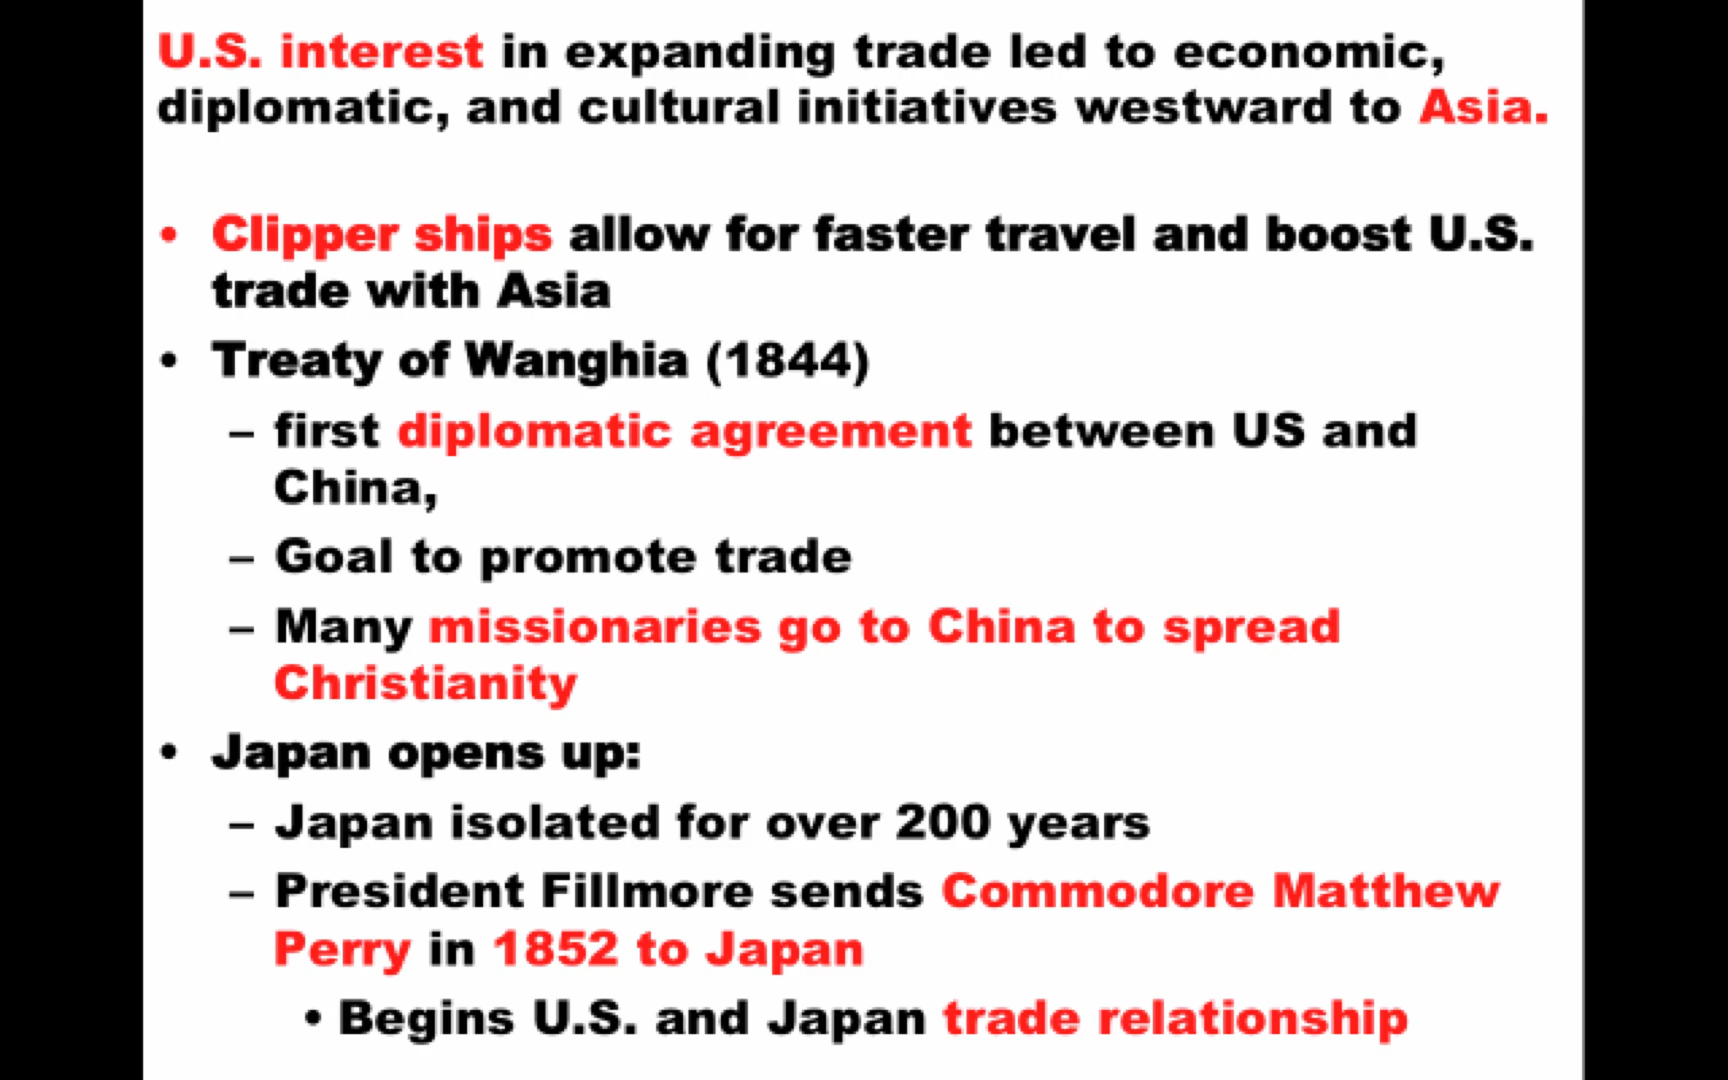 U.S. interest in expanding trade led to economic,
diplomatic, and cultural initiatives westward to Asia.
• Clipper ships allow for faster travel and boost U.S.
trade with Asia
• Treaty of Wanghia (1844)
– first diplomatic agreement between US and
China,
– Goal to promote trade
– Many missionaries go to China to spread
Christianity
• Japan opens up:
– Japan isolated for over 200 years
– President Fillmore sends Commodore Matthew
Perry in 1852 to Japan
• Begins U.S. and Japan trade relationship